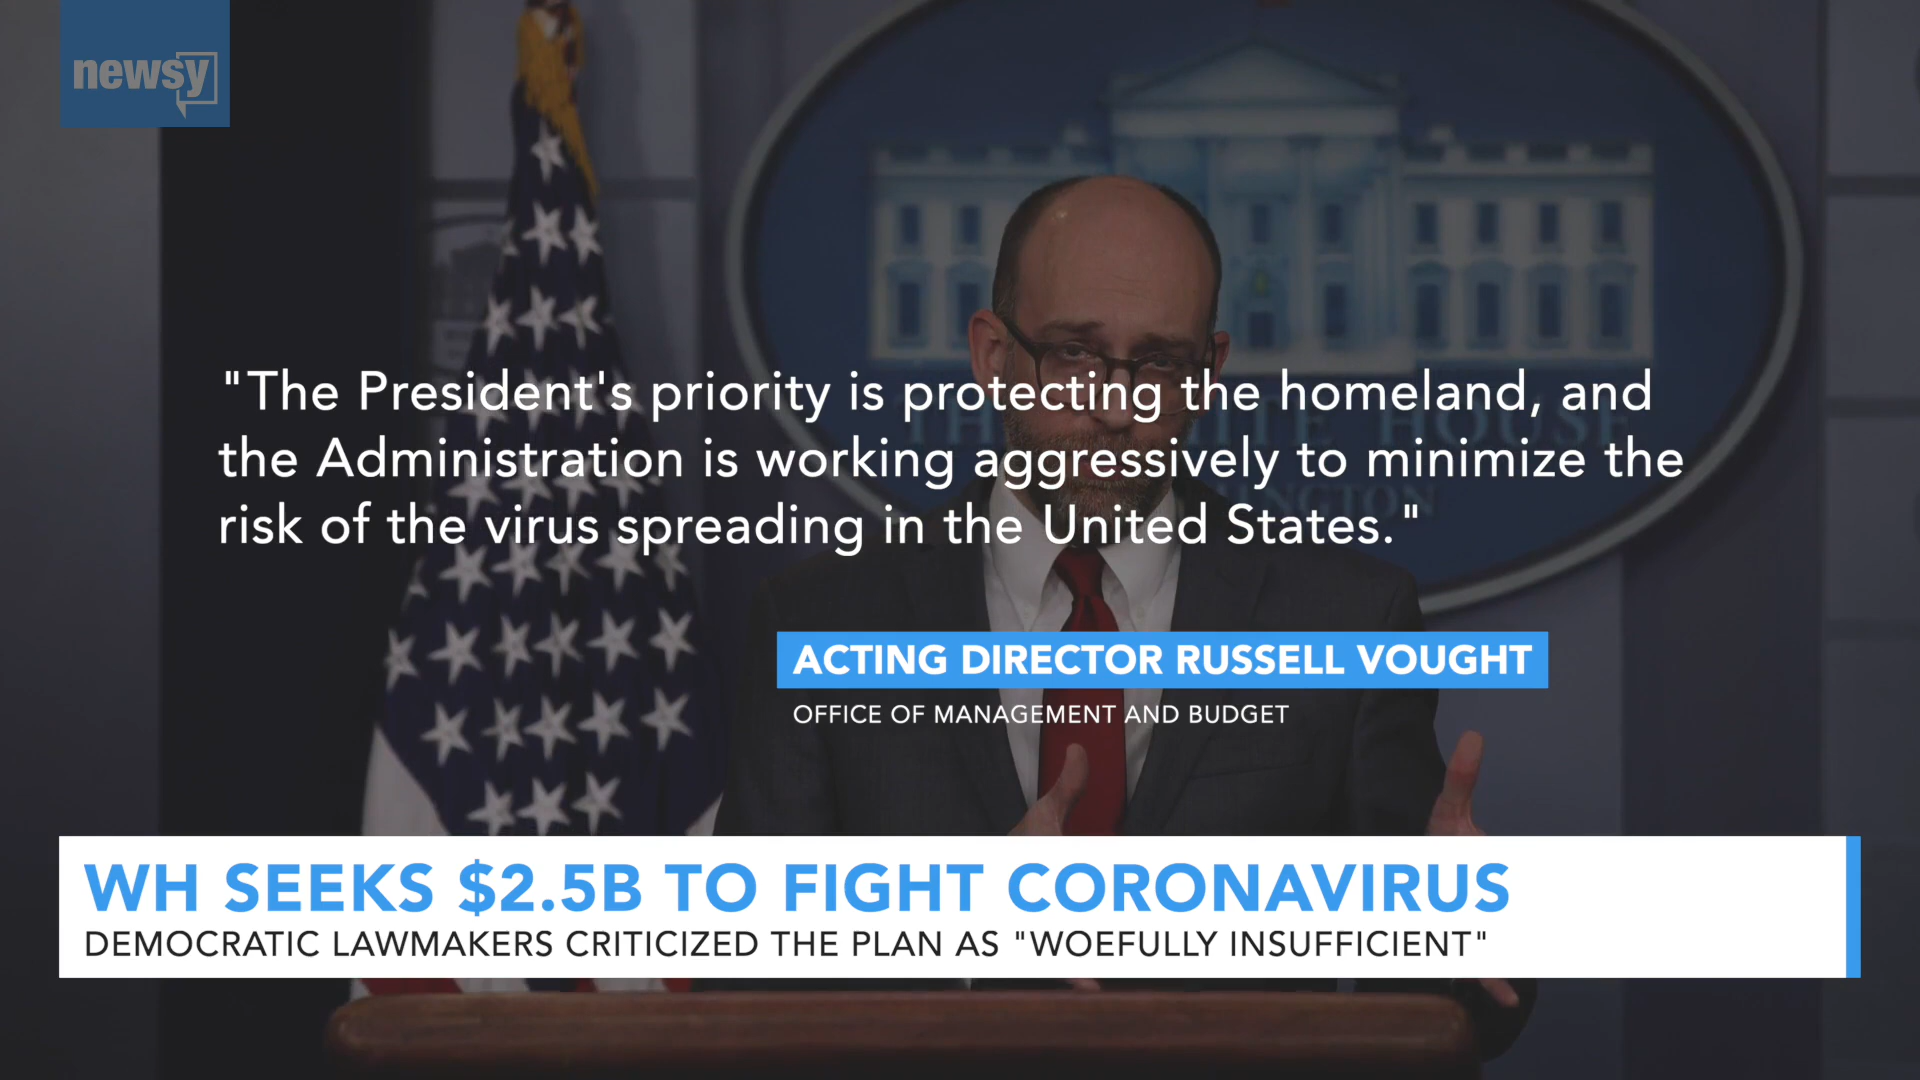 newsy
"The President's priority is protecting the homeland, and
the Administration is working aggressively to minimize the
risk of the virus spreading in the United States."
ACTING DIRECTOR RUSSELL VOUGHT
OFFICE OF MANAGEMENT AND BUDGET
WH SEEKS $2.5B TO FIGHT CORONAVIRUS
DEMOCRATIC LAWMAKERS CRITICIZED THE PLAN AS "WOEFULLY INSUFFICIENT"